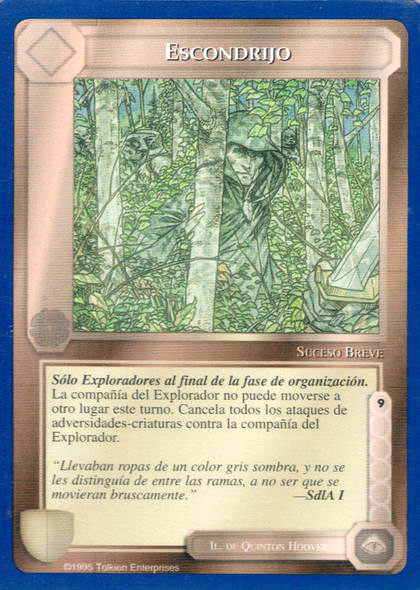 Escondrijo
Suceso Breve
Sólo Exploradores al final de la fase de organización.
La compañía del Explorador no puede moverse a
otro lugar este turno. Cancela todos los ataques de
adversidades-criaturas contra la compañía del
Explorador.
9
“Llevaban ropas de un color gris sombra, y no se
les distinguía de entre las ramas, a no ser que se
movieran bruscamente.” —SdlA I
Il. de Quinton Hoover
©1995 Tolkien Enterprises